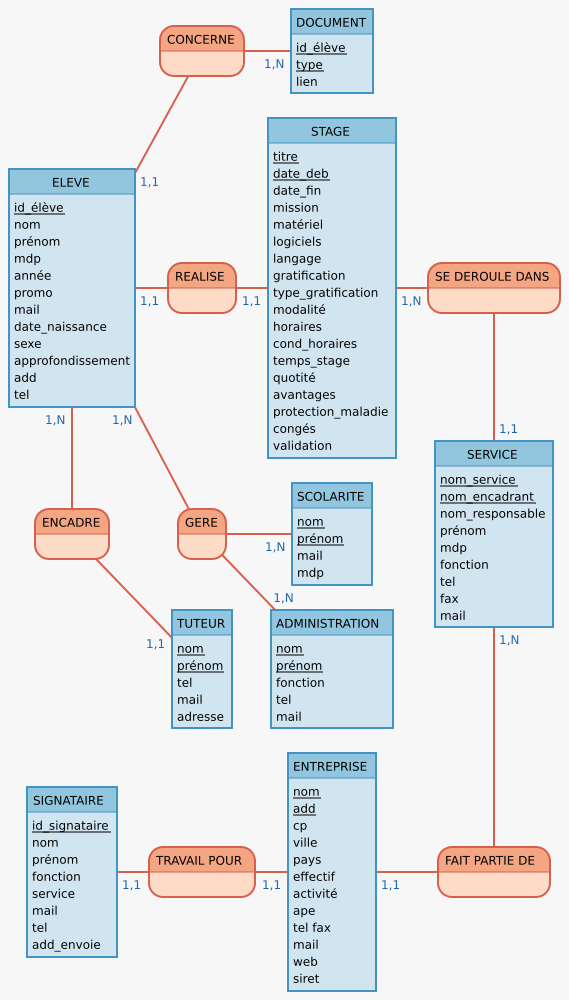 DOCUMENT
id_élève
type
lien
CONCERNE
1,N
STAGE
titre
date_deb
date_fin
mission
matériel
logiciels
langage
gratification
type_gratification
modalité
horaires
cond_horaires
temps_stage
quotité
avantages
protection_maladie
congés
validation
ELEVE
id_élève
nom
prénom
mdp
année
promo
mail
date_naissance
sexe
approfondissement
add
tel
1,1
REALISE
1,1
1,1
SE DEROULE DANS
1,N
1,N
1,N
1,1
SERVICE
nom_service
nom_encadrant
nom_responsable
prénom
mdp
fonction
tel
fax
mail
SCOLARITE
nom
prénom
mail
mdp
ENCADRE
GERE
1,N
1,N
TUTEUR
nom
prénom
tel
mail
adresse
1,1
ADMINISTRATION
nom
prénom
fonction
tel
mail
1,N
ENTREPRISE
nom
add
cp
ville
pays
effectif
activité
ape
tel fax
mail
web
siret
SIGNATAIRE
id_signataire
nom
prénom
fonction
service
mail
tel
add_envoie
TRAVAIL POUR
1,1
1,1
1,1
FAIT PARTIE DE